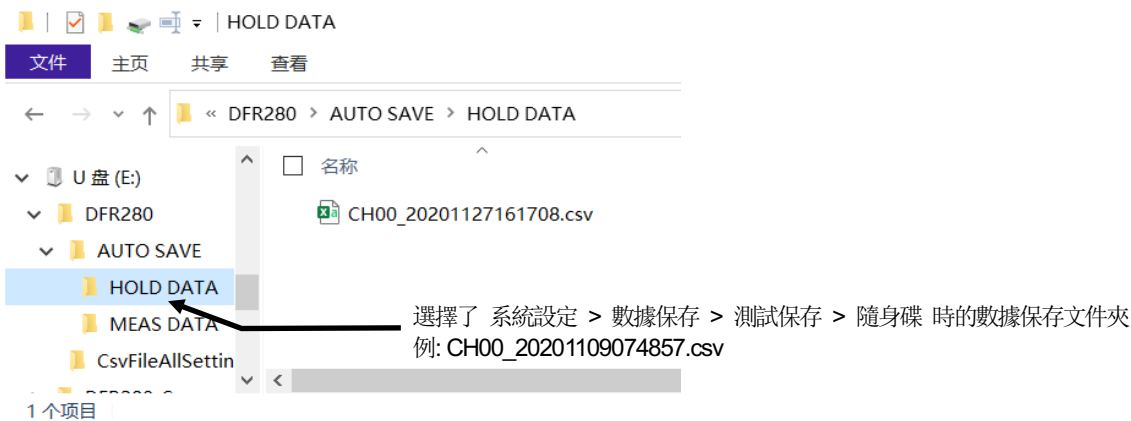 HOLD DATA
文件 主页 共享 查看
« DFR280 > AUTO SAVE > HOLD DATA
U 盘 (E:)
DFR280
AUTO SAVE
HOLD DATA
MEAS DATA
CsvFileAllSettin
名称
CH00_20201127161708.csv
選擇了 系統設定 > 數據保存 > 測試保存 > 隨身碟 時的數據保存文件夾
例: CH00_20201109074857.csv
1 个项目